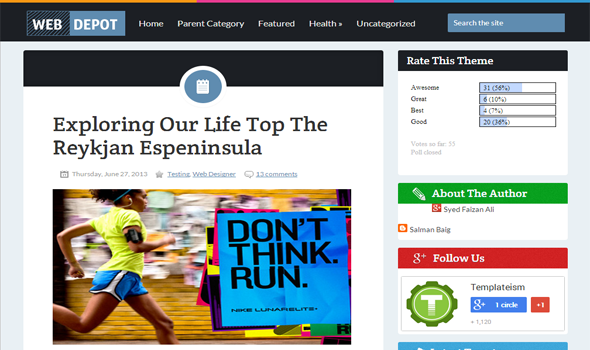 WEB DEPOT
Home Parent Category Featured Health » Uncategorized
Search the site
Exploring Our Life Top The
Reykjan Espeninsula
Thursday, June 27, 2013 Testing, Web Designer 13 comments
DON'T
THINK.
RUN.
NIKE LUNARELITE+
Rate This Theme
Awesome 31 (56%)
Great 6 (10%)
Best 4 (7%)
Good 20 (36%)
Votes so far: 55
Poll closed
About The Author
Syed Faizan Ali
Salman Baig
g+ Follow Us
T
Templateism
g+ 1 circle +1
+ 1,120